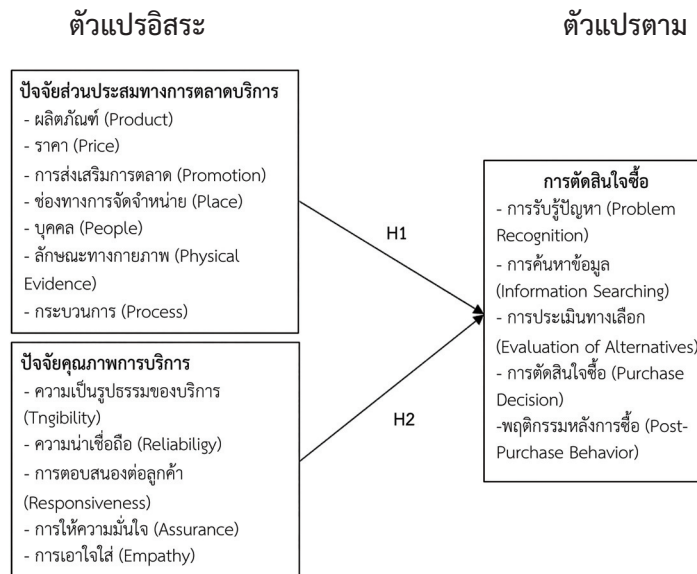 ตัวแปรอิสระ
ตัวแปรตาม
ปัจจัยส่วนประสมทางการตลาดบริการ
- ผลิตภัณฑ์ (Product)
- ราคา (Price)
- การส่งเสริมการตลาด (Promotion)
- ช่องทางการจัดจำหน่าย (Place)
- บุคคล (People)
- ลักษณะทางกายภาพ (Physical
Evidence)
- กระบวนการ (Process)
ปัจจัยคุณภาพการบริการ
- ความเป็นรูปธรรมของบริการ
(Tngibility)
- ความน่าเชื่อถือ (Reliabiligy)
- การตอบสนองต่อลูกค้า
(Responsiveness)
- การให้ความมั่นใจ (Assurance)
- การเอาใจใส่ (Empathy)
H1
H2
การตัดสินใจซื้อ
- การรับรู้ปัญหา (Problem
Recognition)
- การค้นหาข้อมูล
(Information Searching)
- การประเมินทางเลือก
(Evaluation of Alternatives)
- การตัดสินใจซื้อ (Purchase
Decision)
-พฤติกรรมหลังการซื้อ (Post-
Purchase Behavior)